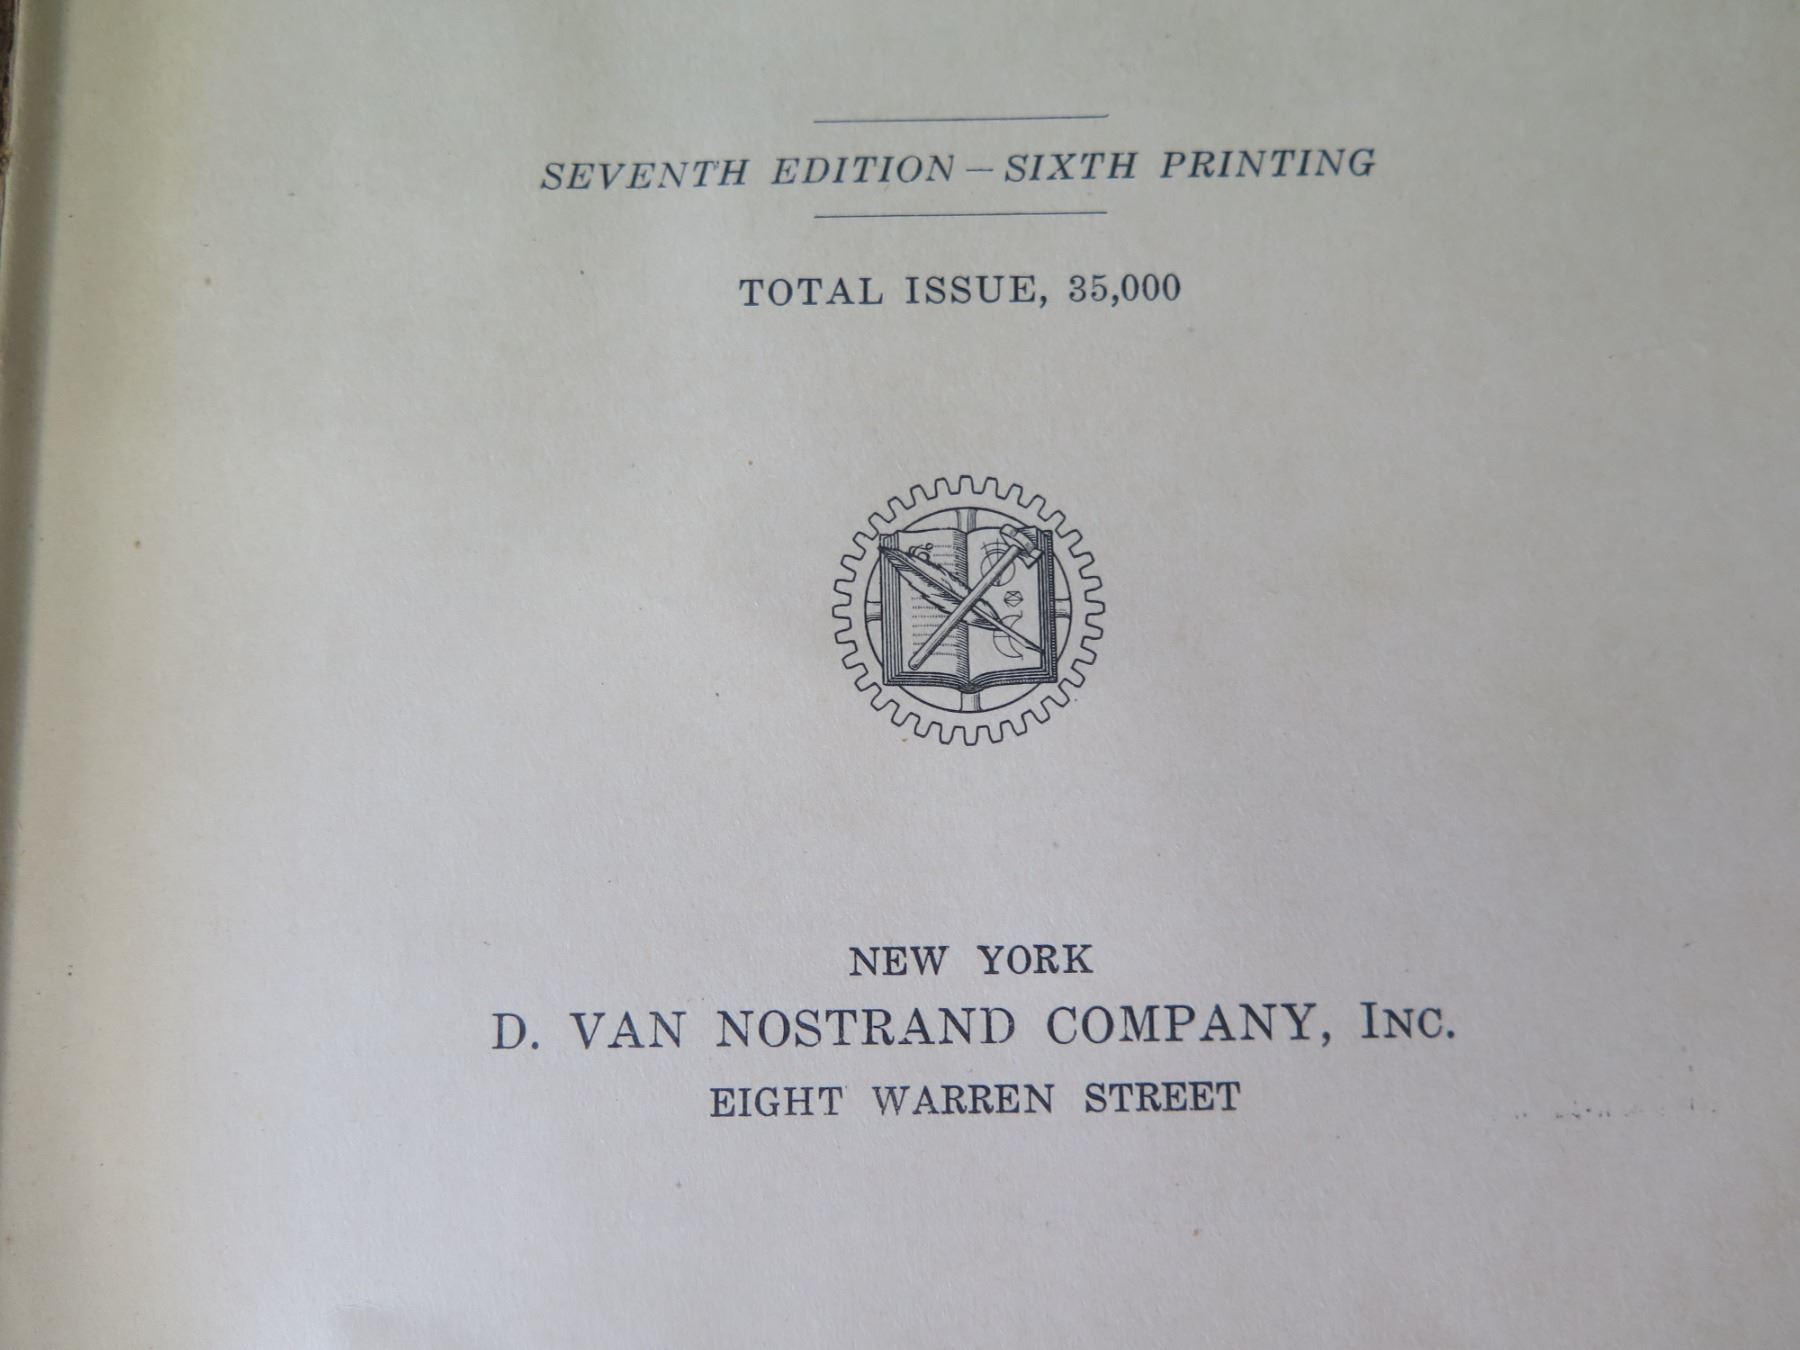 SEVENTH EDITION — SIXTH PRINTING
TOTAL ISSUE, 35,000
NEW YORK
D. VAN NOSTRAND COMPANY, INC.
EIGHT WARREN STREET